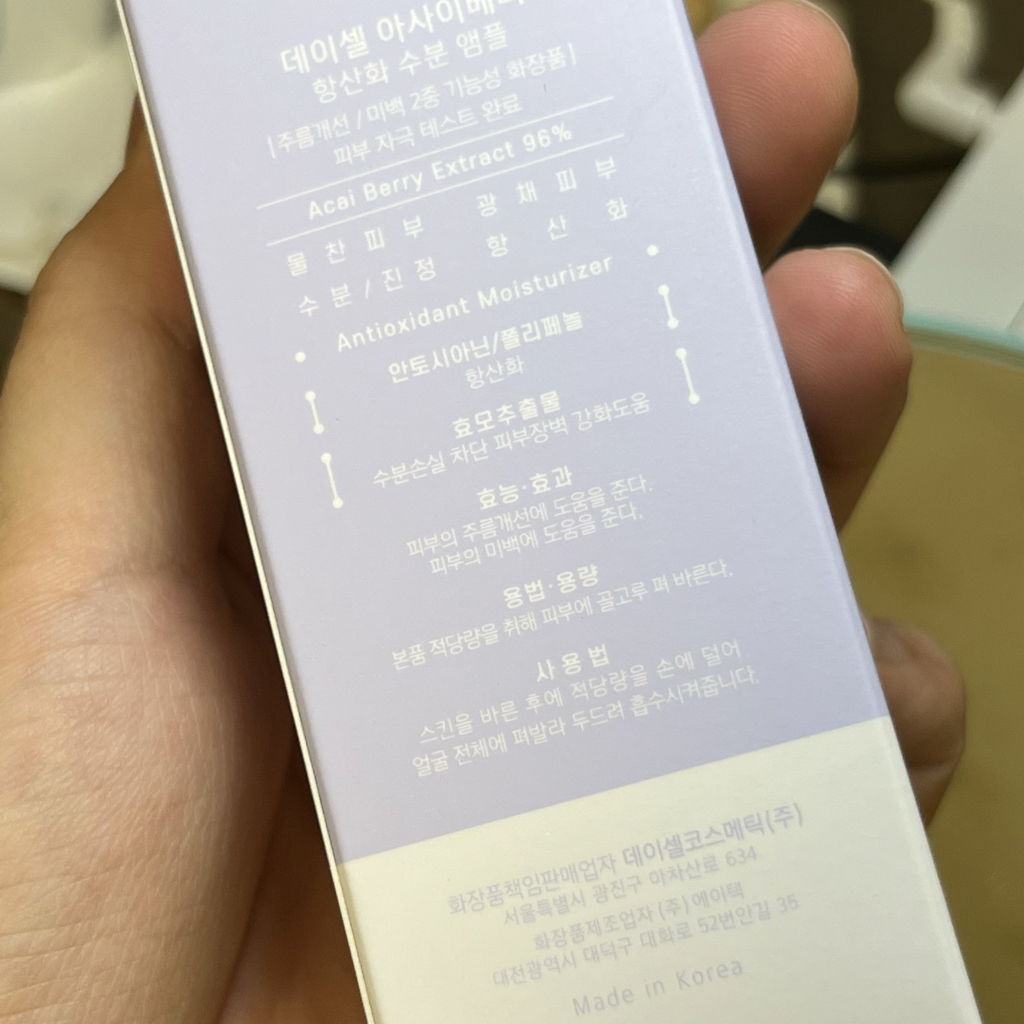 데이셀 아사이베리
항산화 수분 앰플
|주름개선 / 미백 2종 기능성 화장품|
피부 자극 테스트 완료
Acai Berry Extract 96%
물찬피부 광채피부
수분/진정 항산화
Antioxidant Moisturizer
안토시아닌/폴리페놀
항산화
효모추출물
수분손실 차단 피부장벽 강화도움
효능·효과
피부의 주름개선에 도움을 준다.
피부의 미백에 도움을 준다.
용법·용량
본품 적당량을 취해 피부에 골고루 펴 바른다.
사용법
스킨을 바른 후에 적당량을 손에 덜어
얼굴 전체에 펴발라 두드려 흡수시켜줍니다.
화장품책임판매업자 데이셀코스메틱(주)
서울특별시 광진구 아차산로 634
화장품제조업자 (주)에이텍
대전광역시 대덕구 대화로 52번안길 35
Made in Korea